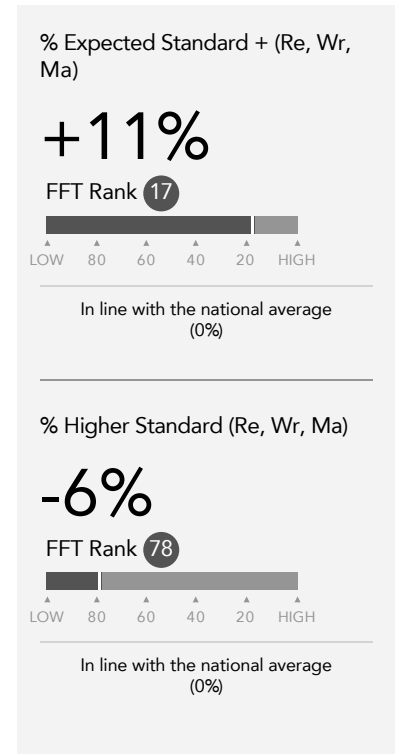 % Expected Standard + (Re, Wr,
Ma)
+11%
FFT Rank 17
LOW 80 60 40 20 HIGH
In line with the national average
(0%)
% Higher Standard (Re, Wr, Ma)
-6%
FFT Rank 78
LOW 80 60 40 20 HIGH
In line with the national average
(0%)